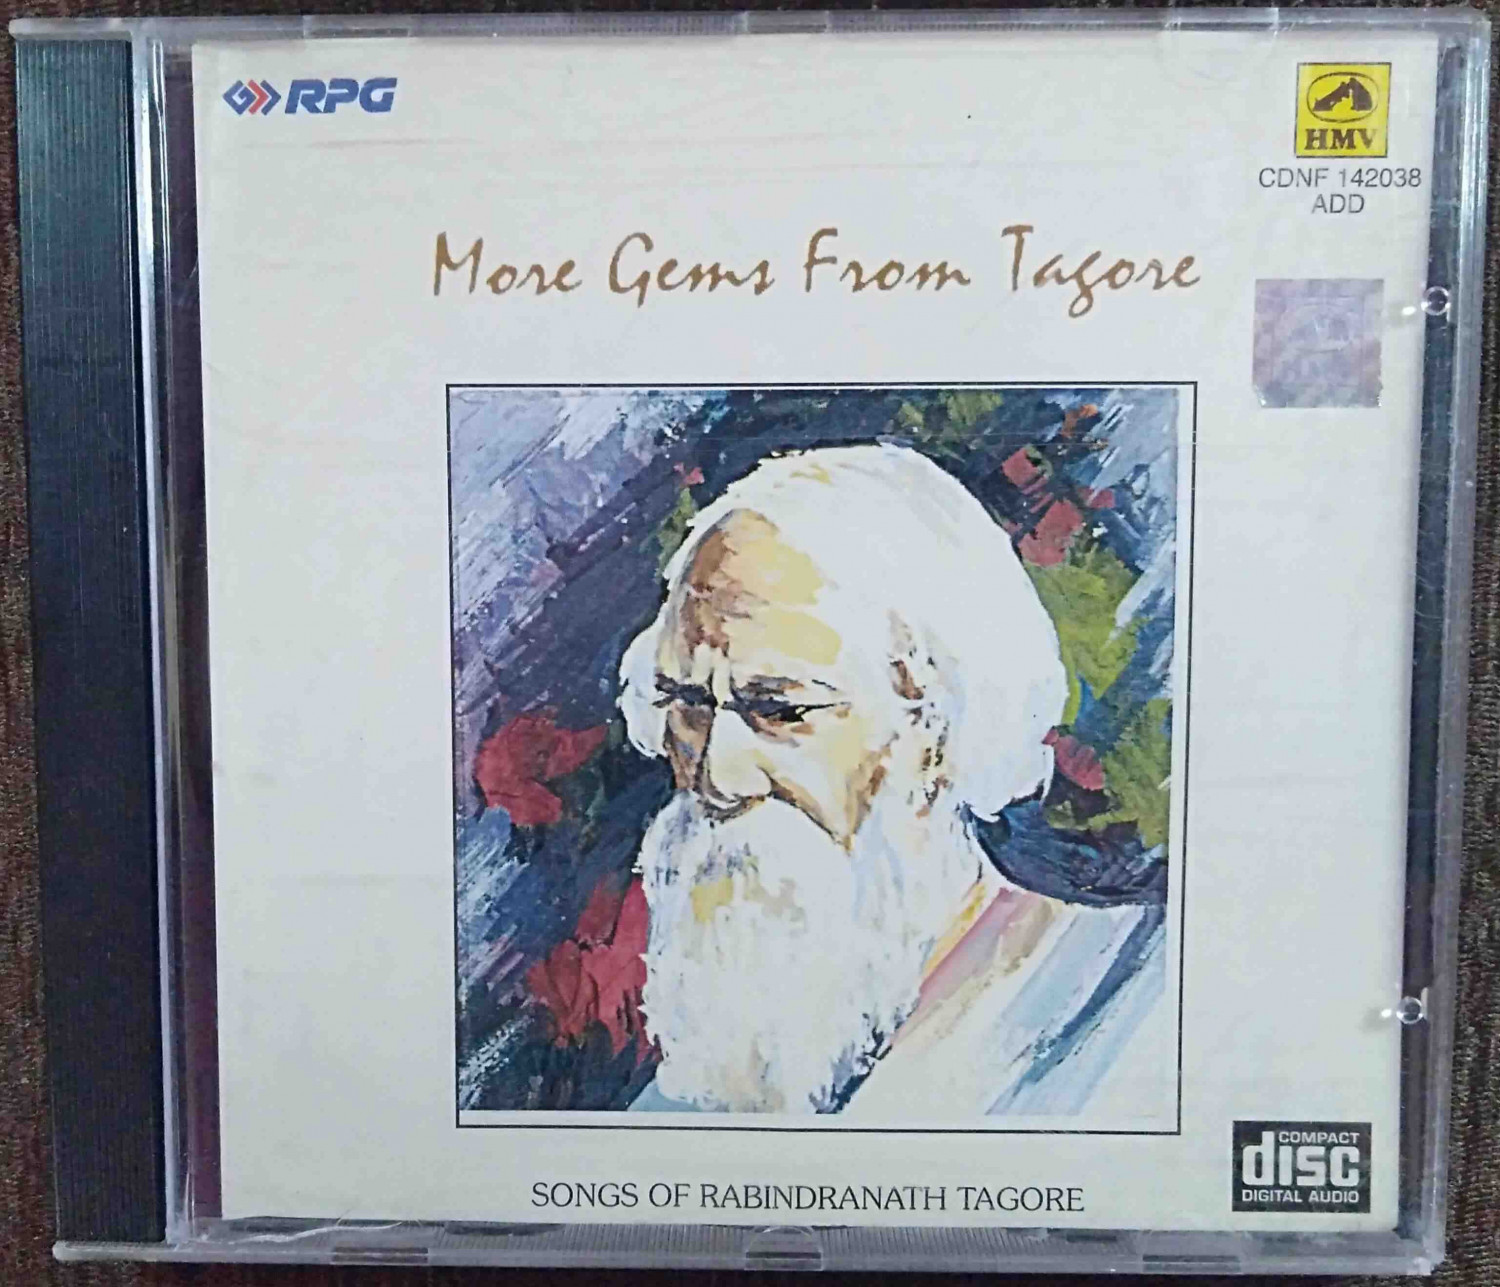 RPG
HMV
CDNF 142038
ADD
More Gems From Tagore
SONGS OF RABINDRANATH TAGORE
COMPACT
disc
DIGITAL AUDIO